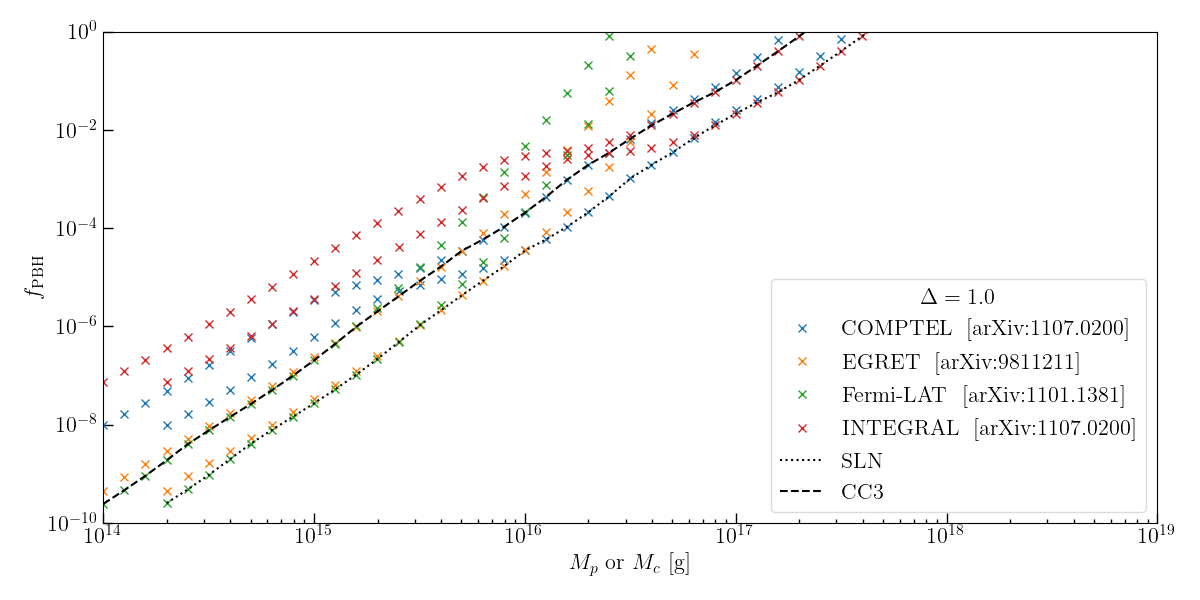 10^0
10^-2
10^-4
10^-6
10^-8
10^-10
f_PBH
10^14
10^15
10^16
10^17
10^18
10^19
M_p or M_c [g]
Δ = 1.0
COMPTEL [arXiv:1107.0200]
EGRET [arXiv:9811211]
Fermi-LAT [arXiv:1101.1381]
INTEGRAL [arXiv:1107.0200]
SLN
CC3